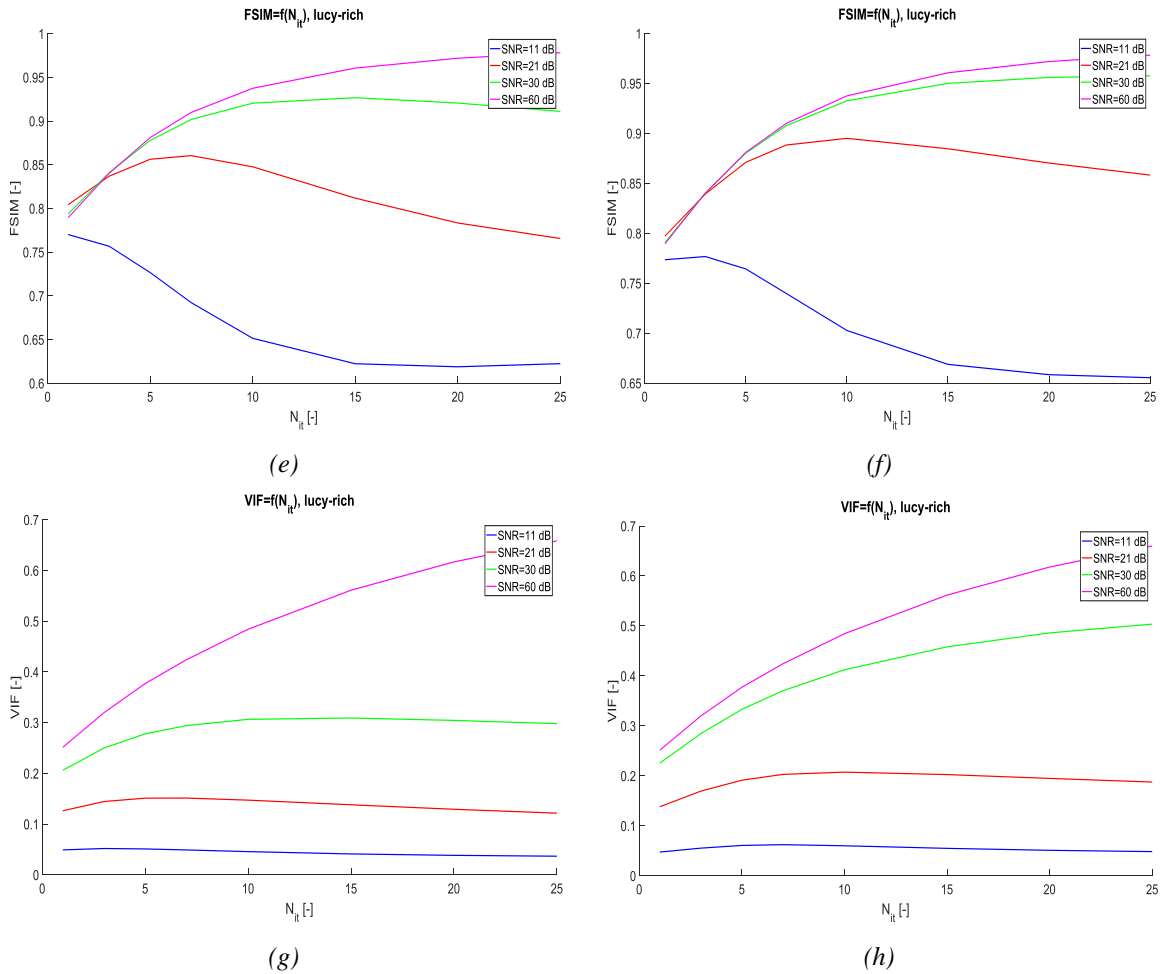 FSIM=f(N_it), lucy-rich
1
0.95
0.9
0.85
0.8
0.75
0.7
0.65
0.6
FSIM [-]
0 5 10 15 20 25
N_it [-]
SNR=11 dB
SNR=21 dB
SNR=30 dB
SNR=60 dB
(e)
FSIM=f(N_it), lucy-rich
1
0.95
0.9
0.85
0.8
0.75
0.7
0.65
FSIM [-]
0 5 10 15 20 25
N_it [-]
SNR=11 dB
SNR=21 dB
SNR=30 dB
SNR=60 dB
(f)
VIF=f(N_it), lucy-rich
0.7
0.6
0.5
0.4
0.3
0.2
0.1
0
VIF [-]
0 5 10 15 20 25
N_it [-]
SNR=11 dB
SNR=21 dB
SNR=30 dB
SNR=60 dB
(g)
VIF=f(N_it), lucy-rich
0.7
0.6
0.5
0.4
0.3
0.2
0.1
0
VIF [-]
0 5 10 15 20 25
N_it [-]
SNR=11 dB
SNR=21 dB
SNR=30 dB
SNR=60 dB
(h)